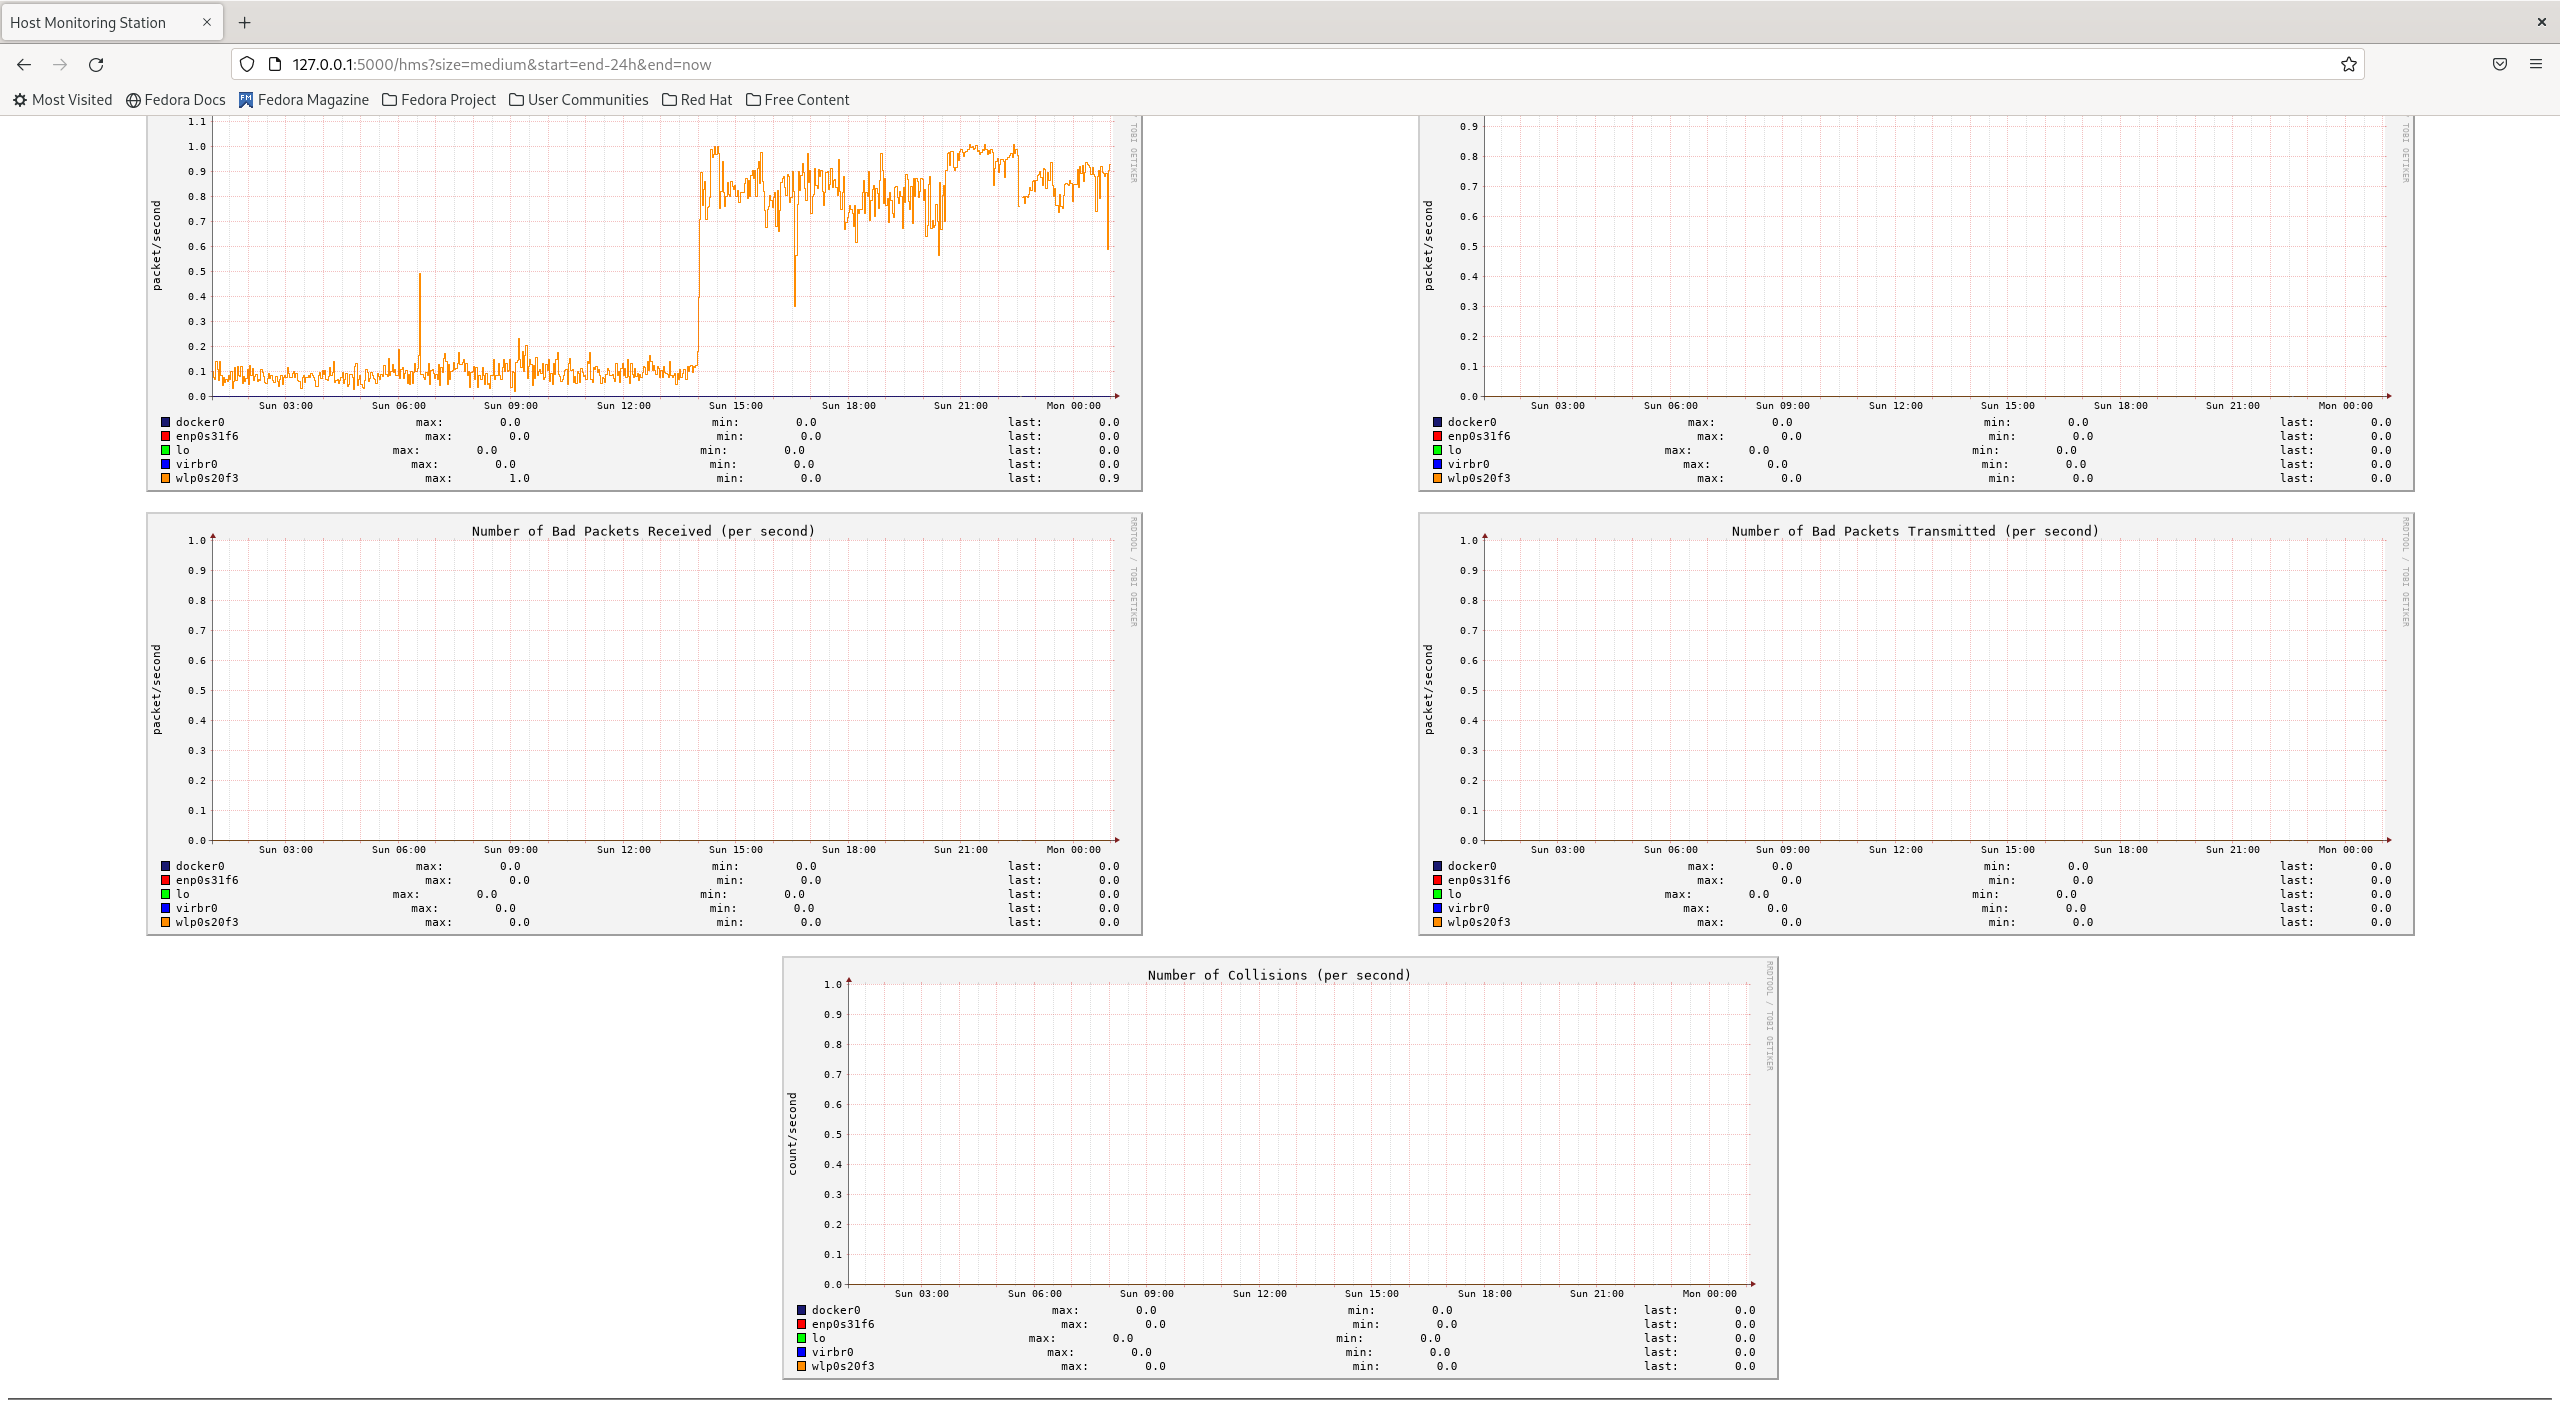 Host Monitoring Station
127.0.0.1:5000/hms?size=medium&start=end-24h&end=now
Most Visited Fedora Docs Fedora Magazine Fedora Project User Communities Red Hat Free Content
1.1
1.0
0.9
0.8
0.7
0.6
0.5
0.4
0.3
0.2
0.1
0.0
packet/second
TOBI OETIKER
Sun 03:00 Sun 06:00 Sun 09:00 Sun 12:00 Sun 15:00 Sun 18:00 Sun 21:00 Mon 00:00
docker0 max: 0.0 min: 0.0 last: 0.0
enp0s31f6 max: 0.0 min: 0.0 last: 0.0
lo max: 0.0 min: 0.0 last: 0.0
virbr0 max: 0.0 min: 0.0 last: 0.0
wlp0s20f3 max: 1.0 min: 0.0 last: 0.9
0.9
0.8
0.7
0.6
0.5
0.4
0.3
0.2
0.1
0.0
packet/second
TOBI OETIKER
Sun 03:00 Sun 06:00 Sun 09:00 Sun 12:00 Sun 15:00 Sun 18:00 Sun 21:00 Mon 00:00
docker0 max: 0.0 min: 0.0 last: 0.0
enp0s31f6 max: 0.0 min: 0.0 last: 0.0
lo max: 0.0 min: 0.0 last: 0.0
virbr0 max: 0.0 min: 0.0 last: 0.0
wlp0s20f3 max: 0.0 min: 0.0 last: 0.0
Number of Bad Packets Received (per second)
1.0
0.9
0.8
0.7
0.6
0.5
0.4
0.3
0.2
0.1
0.0
packet/second
RRDTOOL / TOBI OETIKER
Sun 03:00 Sun 06:00 Sun 09:00 Sun 12:00 Sun 15:00 Sun 18:00 Sun 21:00 Mon 00:00
docker0 max: 0.0 min: 0.0 last: 0.0
enp0s31f6 max: 0.0 min: 0.0 last: 0.0
lo max: 0.0 min: 0.0 last: 0.0
virbr0 max: 0.0 min: 0.0 last: 0.0
wlp0s20f3 max: 0.0 min: 0.0 last: 0.0
Number of Bad Packets Transmitted (per second)
1.0
0.9
0.8
0.7
0.6
0.5
0.4
0.3
0.2
0.1
0.0
packet/second
RRDTOOL / TOBI OETIKER
Sun 03:00 Sun 06:00 Sun 09:00 Sun 12:00 Sun 15:00 Sun 18:00 Sun 21:00 Mon 00:00
docker0 max: 0.0 min: 0.0 last: 0.0
enp0s31f6 max: 0.0 min: 0.0 last: 0.0
lo max: 0.0 min: 0.0 last: 0.0
virbr0 max: 0.0 min: 0.0 last: 0.0
wlp0s20f3 max: 0.0 min: 0.0 last: 0.0
Number of Collisions (per second)
1.0
0.9
0.8
0.7
0.6
0.5
0.4
0.3
0.2
0.1
0.0
count/second
RRDTOOL / TOBI OETIKER
Sun 03:00 Sun 06:00 Sun 09:00 Sun 12:00 Sun 15:00 Sun 18:00 Sun 21:00 Mon 00:00
docker0 max: 0.0 min: 0.0 last: 0.0
enp0s31f6 max: 0.0 min: 0.0 last: 0.0
lo max: 0.0 min: 0.0 last: 0.0
virbr0 max: 0.0 min: 0.0 last: 0.0
wlp0s20f3 max: 0.0 min: 0.0 last: 0.0